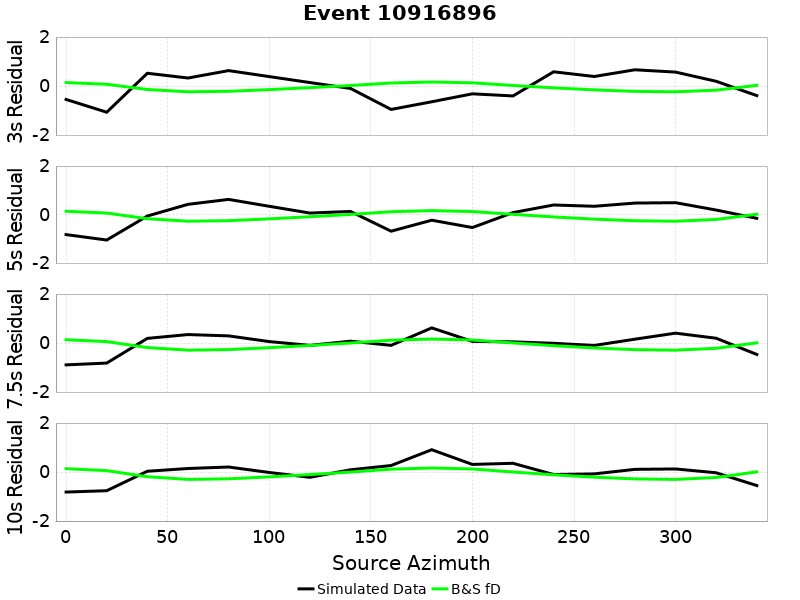 Event 10916896
3s Residual
2
0
-2
5s Residual
2
0
-2
7.5s Residual
2
0
-2
10s Residual
2
0
-2
0 50 100 150 200 250 300
Source Azimuth
Simulated Data B&S fD